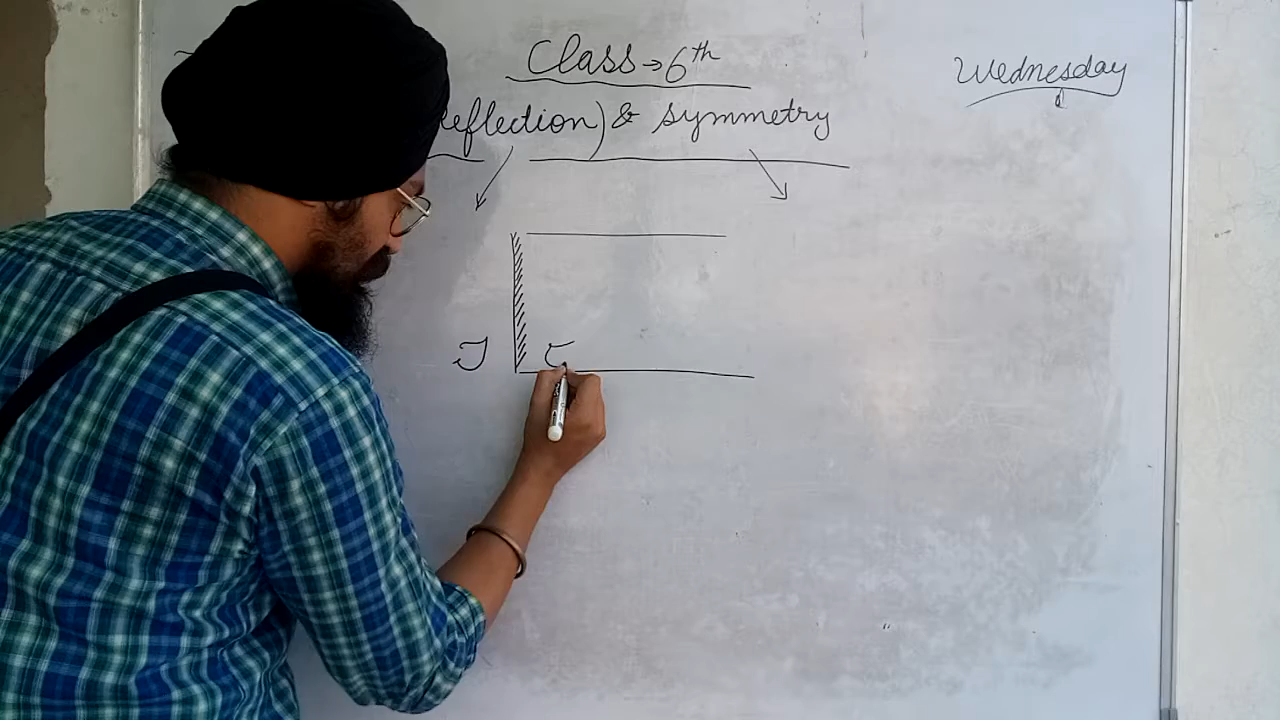 Class → 6th
Wednesday
eflection) & symmetry
J